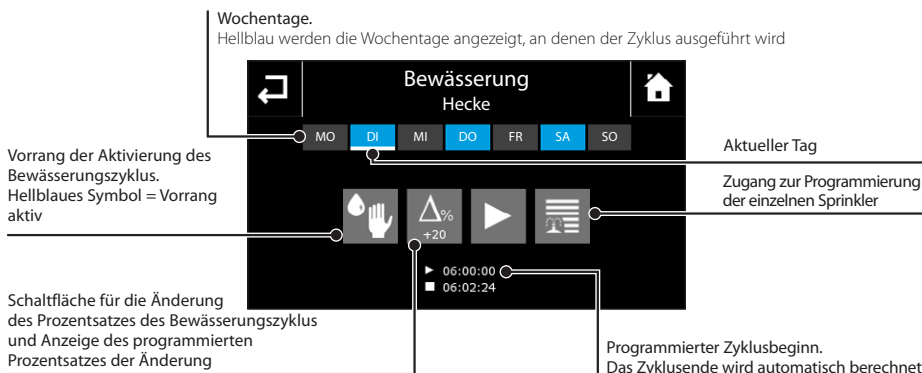 Wochentage.
Hellblau werden die Wochentage angezeigt, an denen der Zyklus ausgeführt wird
Bewässerung
Hecke
MO DI MI DO FR SA SO
Vorrang der Aktivierung des
Bewässerungszyklus.
Hellblaues Symbol = Vorrang
aktiv
Aktueller Tag
Zugang zur Programmierung
der einzelnen Sprinkler
Δ%
+20
06:00:00
06:02:24
Schaltfläche für die Änderung
des Prozentsatzes des Bewässerungszyklus
und Anzeige des programmierten
Prozentsatzes der Änderung
Programmierter Zyklusbeginn.
Das Zyklusende wird automatisch berechnet